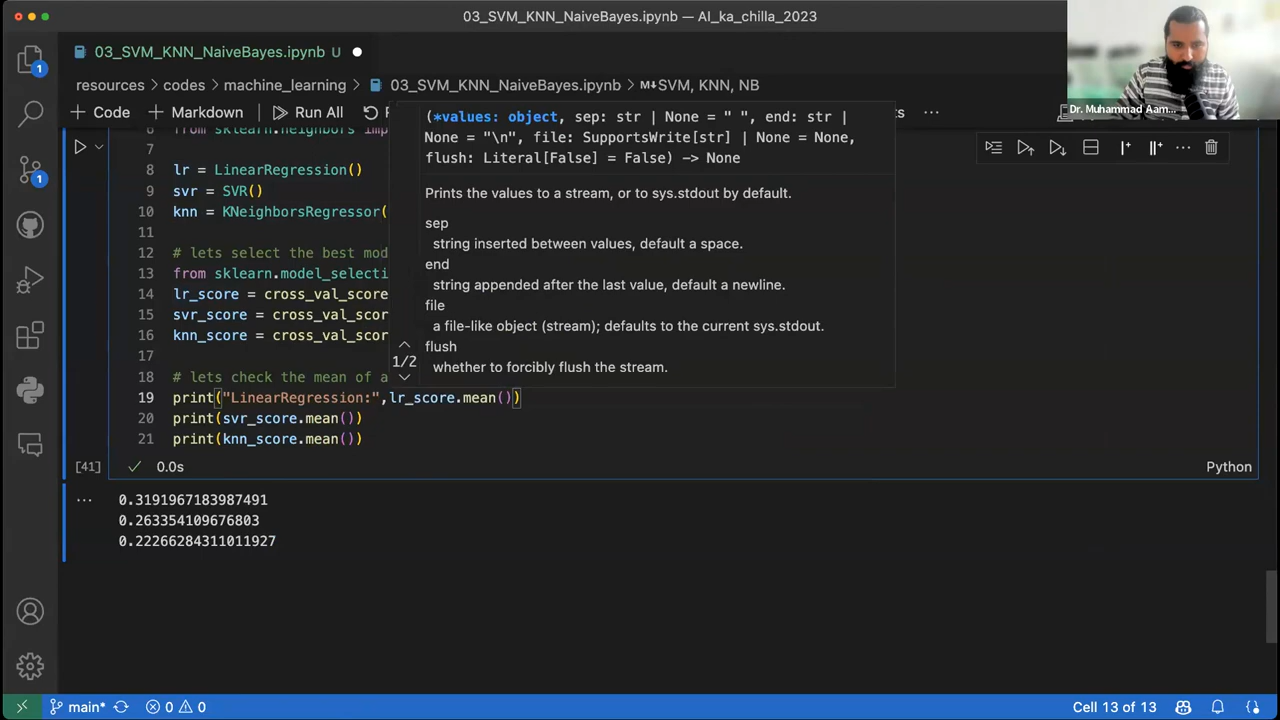 03_SVM_KNN_NaiveBayes.ipynb — AI_ka_chilla_2023
03_SVM_KNN_NaiveBayes.ipynb U
resources > codes > machine_learning > 03_SVM_KNN_NaiveBayes.ipynb > M↓SVM, KNN, NB
Dr. Muhammad Aam...
+ Code + Markdown Run All R
(*values: object, sep: str | None = " ", end: str |
None = "\n", file: SupportsWrite[str] | None = None,
flush: Literal[False] = False) -> None
Prints the values to a stream, or to sys.stdout by default.
sep
string inserted between values, default a space.
end
string appended after the last value, default a newline.
file
a file-like object (stream); defaults to the current sys.stdout.
flush
whether to forcibly flush the stream.
1/2
6 from sklearn.neighbors imp
7
8 lr = LinearRegression()
9 svr = SVR()
10 knn = KNeighborsRegressor(
11
12 # lets select the best mod
13 from sklearn.model_selecti
14 lr_score = cross_val_score
15 svr_score = cross_val_scor
16 knn_score = cross_val_scor
17
18 # lets check the mean of a
19 print("LinearRegression:",lr_score.mean())
20 print(svr_score.mean())
21 print(knn_score.mean())
[41] 0.0s Python
0.3191967183987491
0.263354109676803
0.22266284311011927
main* 0 0 Cell 13 of 13
1
1